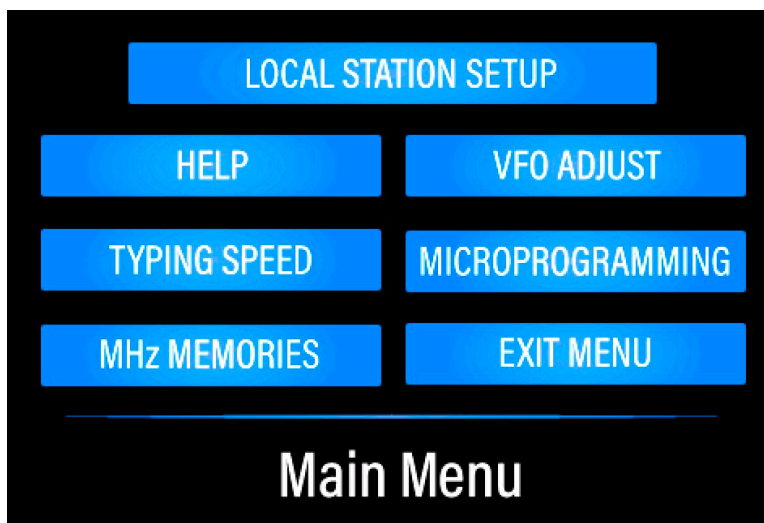 LOCAL STATION SETUP
HELP
VFO ADJUST
TYPING SPEED
MICROPROGRAMMING
MHz MEMORIES
EXIT MENU
Main Menu